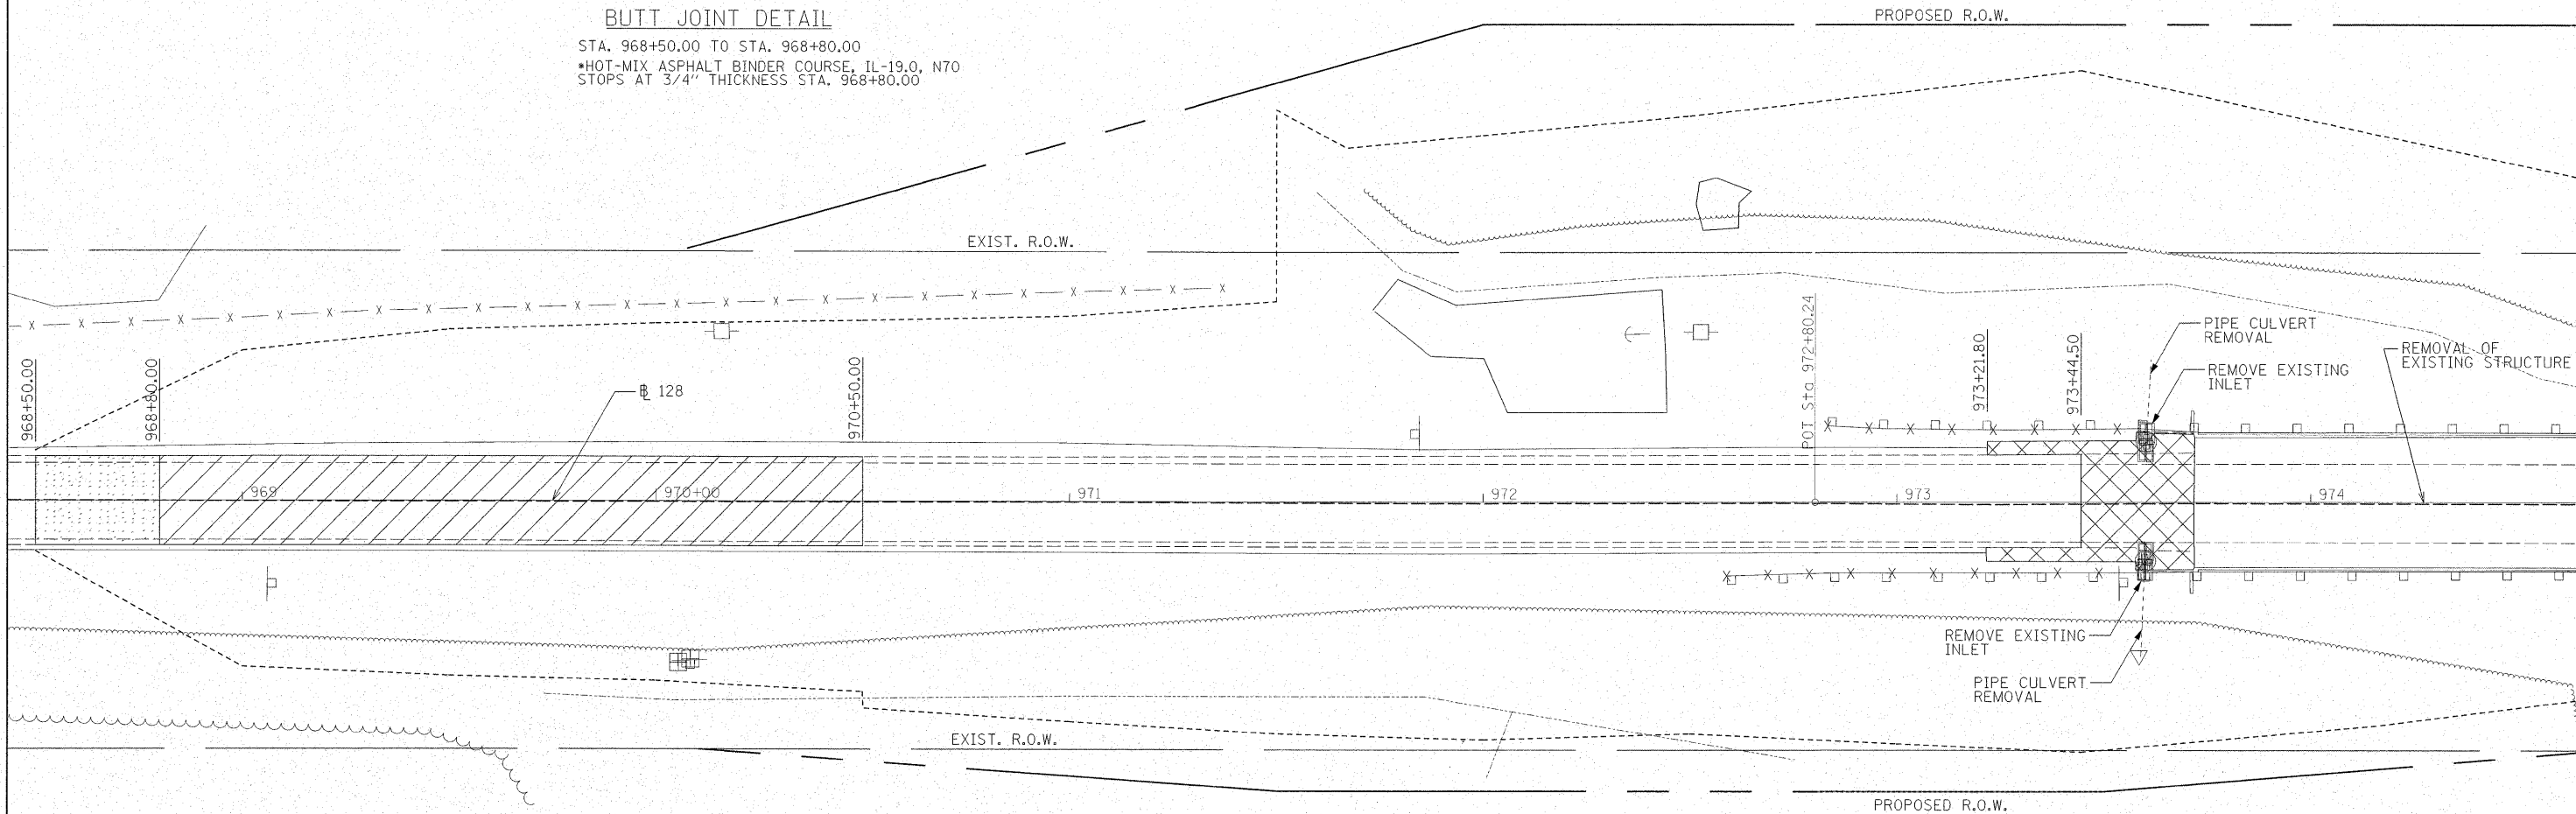 BUTT JOINT DETAIL
STA. 968+50.00 TO STA. 968+80.00
*HOT-MIX ASPHALT BINDER COURSE, IL-19.0, N70
STOPS AT 3/4" THICKNESS STA. 968+80.00
PROPOSED R.O.W.
EXIST. R.O.W.
968+50.00
968+80.00
970+50.00
℄ 128
POT Sta 972+80.24
973+21.80
973+44.50
PIPE CULVERT
REMOVAL
REMOVE EXISTING
INLET
REMOVAL OF
EXISTING STRUCTURE
969
970+00
971
972
973
974
REMOVE EXISTING
INLET
PIPE CULVERT
REMOVAL
EXIST. R.O.W.
PROPOSED R.O.W.